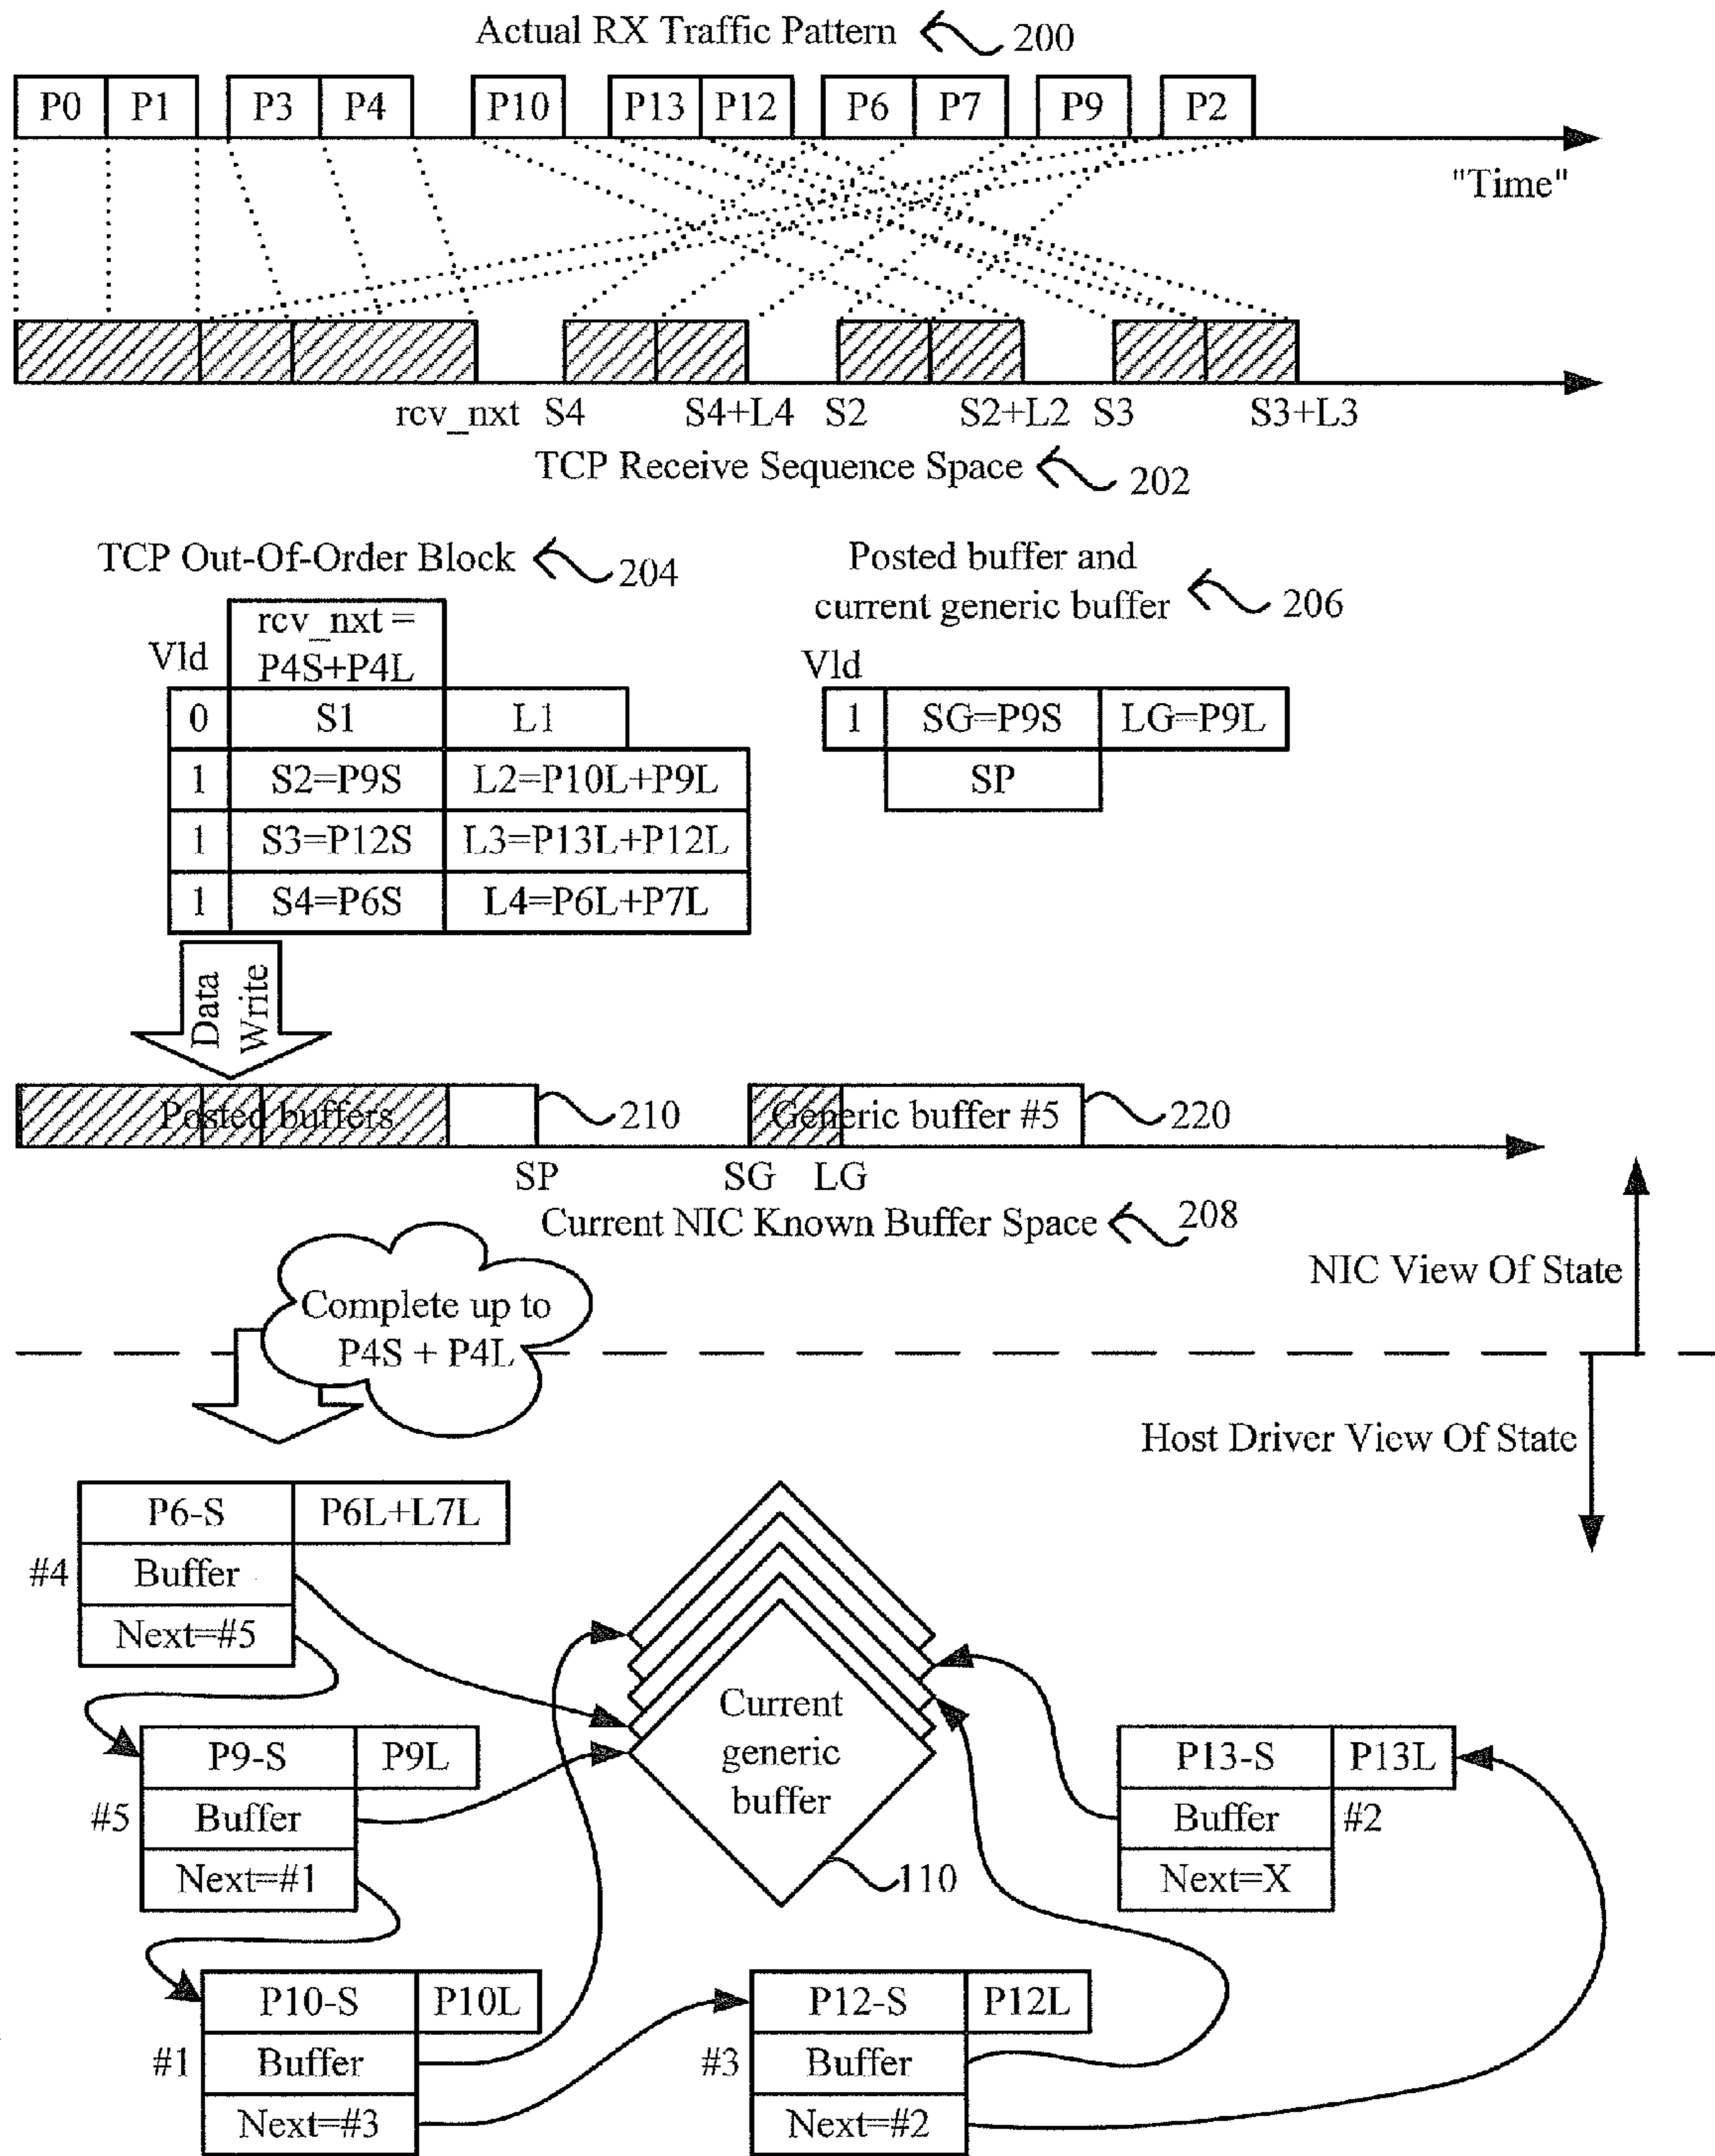 Actual RX Traffic Pattern 200
P0 P1 P3 P4 P10 P13 P12 P6 P7 P9 P2
"Time"
rcv_nxt S4 S4+L4 S2 S2+L2 S3 S3+L3
TCP Receive Sequence Space 202
TCP Out-Of-Order Block 204
Posted buffer and
current generic buffer 206
rcv_nxt =
Vld P4S+P4L
0 S1 L1
1 S2=P9S L2=P10L+P9L
1 S3=P12S L3=P13L+P12L
1 S4=P6S L4=P6L+P7L
Vld
1 SG=P9S LG=P9L
SP
Data
Write
Posted buffers 210 Generic buffer #5 220
SP SG LG
Current NIC Known Buffer Space 208
NIC View Of State
Complete up to
P4S + P4L
Host Driver View Of State
P6-S P6L+L7L
#4 Buffer
Next=#5
P9-S P9L
#5 Buffer
Next=#1
Current
generic
buffer
110
P13-S P13L
Buffer #2
Next=X
P10-S P10L
#1 Buffer
Next=#3
P12-S P12L
#3 Buffer
Next=#2